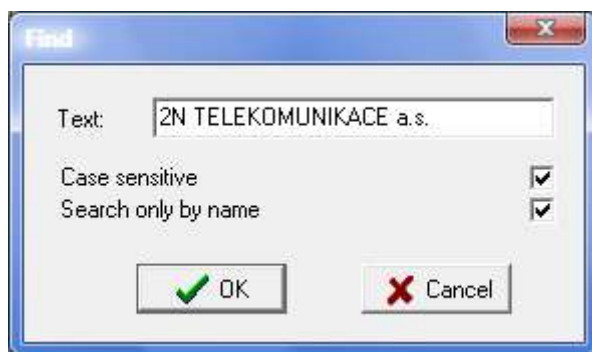 Find
Text: 2N TELEKOMUNIKACE a.s.
Case sensitive
Search only by name
OK Cancel